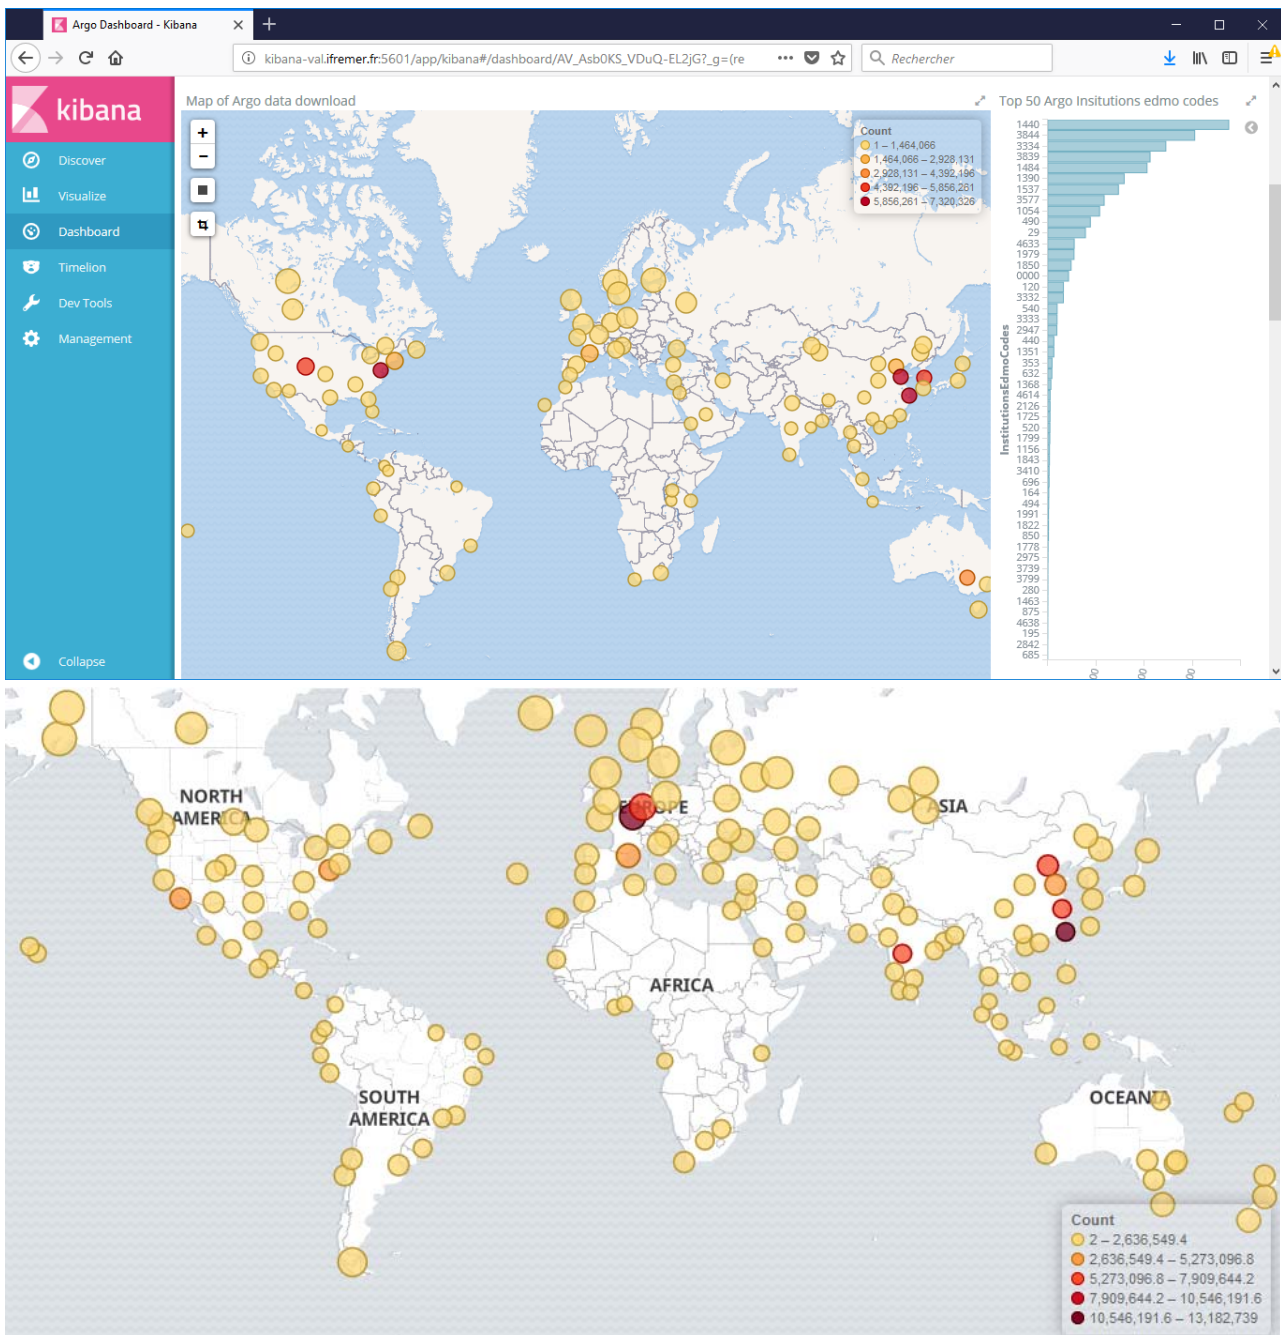 Argo Dashboard - Kibana
kibana-val.ifremer.fr:5601/app/kibana#/dashboard/AV_Asb0KS_VDuQ-EL2jG?_g=(re
Rechercher
kibana
Discover
Visualize
Dashboard
Timelion
Dev Tools
Management
Collapse
Map of Argo data download
+
−
Count
1 – 1,464,066
1,464,066 – 2,928,131
2,928,131 – 4,392,196
4,392,196 – 5,856,261
5,856,261 – 7,320,326
Top 50 Argo Insitutions edmo codes
InstitutionsEdmoCodes
1440
3844
3334
3839
1484
1390
1537
3577
1054
490
29
4633
1979
1850
0000
120
3332
540
3333
2947
440
1351
353
632
1368
4614
2126
1725
520
1799
1156
1843
3410
696
164
494
1991
1822
850
1778
2975
3739
3799
280
1463
875
4638
195
2842
685
NORTH
AMERICA
EUROPE
ASIA
AFRICA
SOUTH
AMERICA
OCEANIA
Count
2 – 2,636,549.4
2,636,549.4 – 5,273,096.8
5,273,096.8 – 7,909,644.2
7,909,644.2 – 10,546,191.6
10,546,191.6 – 13,182,739